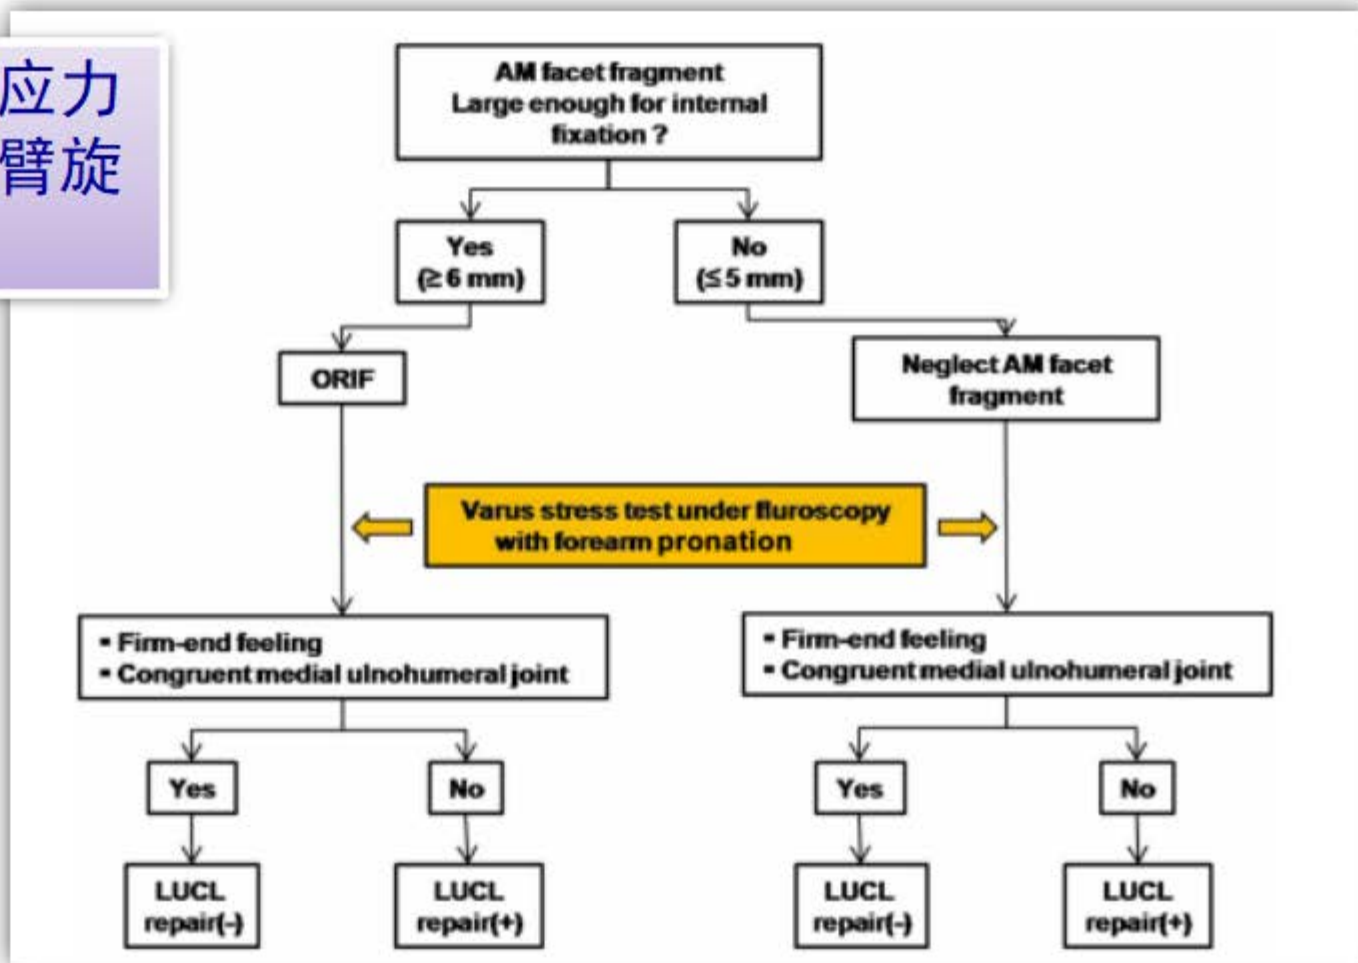 应力
臂旋
AM facet fragment
Large enough for internal
fixation ?
Yes
(≥ 6 mm)
No
(≤ 5 mm)
ORIF
Neglect AM facet
fragment
Varus stress test under fluroscopy
with forearm pronation
▪ Firm-end feeling
▪ Congruent medial ulnohumeral joint
▪ Firm-end feeling
▪ Congruent medial ulnohumeral joint
Yes
No
Yes
No
LUCL
repair(-)
LUCL
repair(+)
LUCL
repair(-)
LUCL
repair(+)